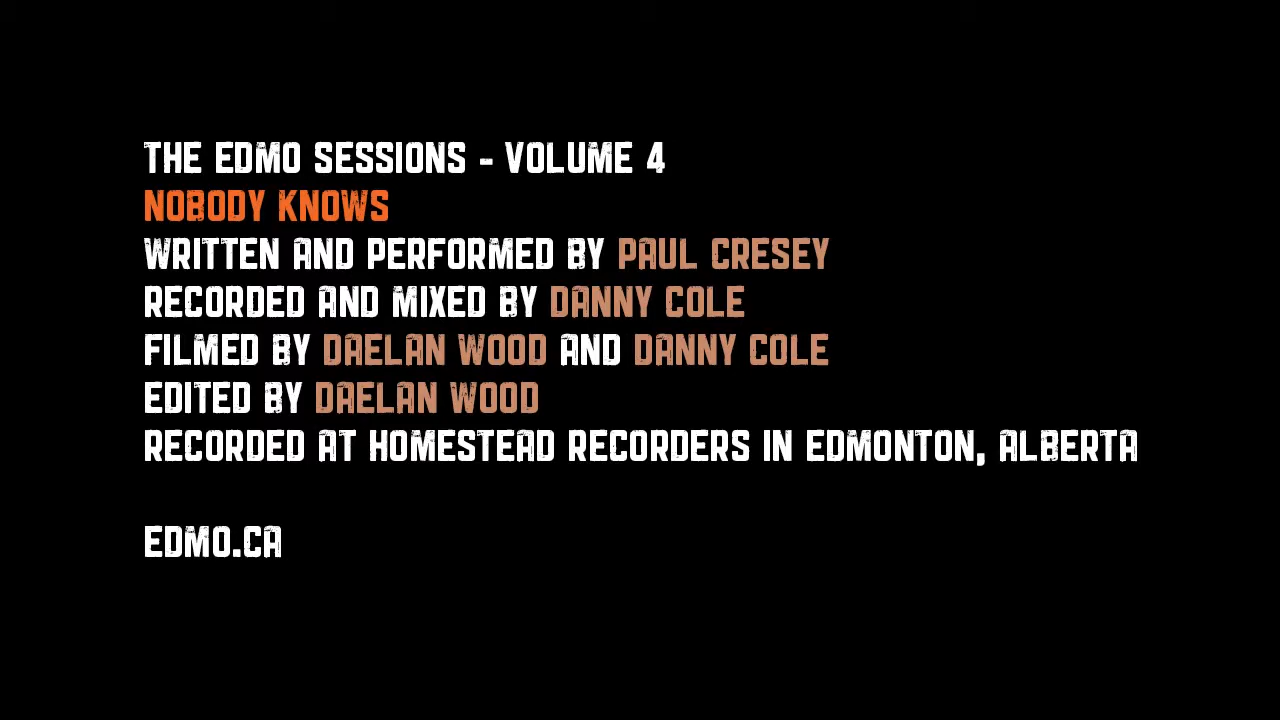 THE EDMO SESSIONS - VOLUME 4
NOBODY KNOWS
WRITTEN AND PERFORMED BY PAUL CRESEY
RECORDED AND MIXED BY DANNY COLE
FILMED BY DAELAN WOOD AND DANNY COLE
EDITED BY DAELAN WOOD
RECORDED AT HOMESTEAD RECORDERS IN EDMONTON, ALBERTA
EDMO.CA